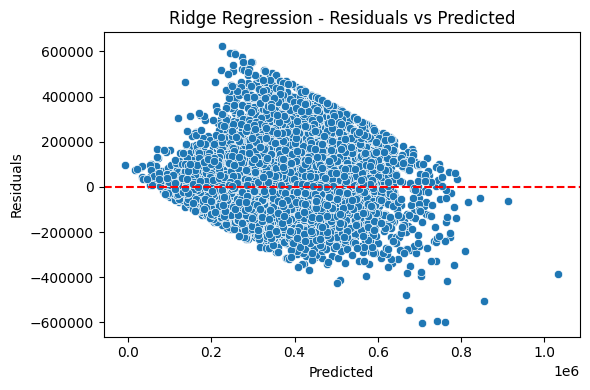 Ridge Regression - Residuals vs Predicted
Residuals
600000
400000
200000
0
−200000
−400000
−600000
0.0 0.2 0.4 0.6 0.8 1.0
1e6
Predicted